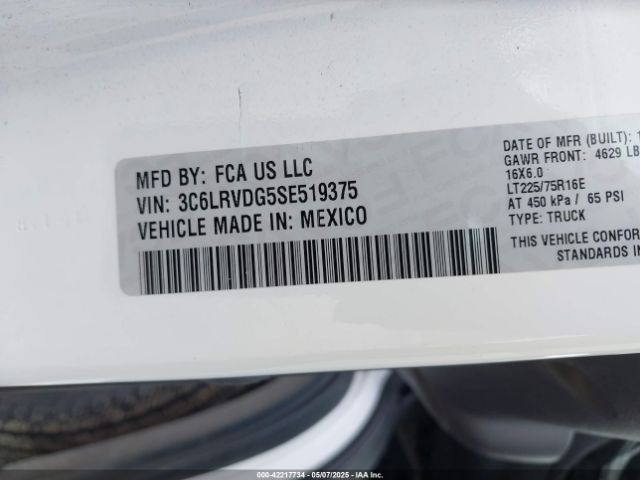 MFD BY: FCA US LLC
VIN: 3C6LRVDG5SE519375
VEHICLE MADE IN: MEXICO
DATE OF MFR (BUILT): 1
GAWR FRONT: 4629 LB
16X6.0
LT225/75R16E
AT 450 kPa / 65 PSI
TYPE: TRUCK
THIS VEHICLE CONFOR
STANDARDS IN
000-42217734 - 05/07/2025 - IAA